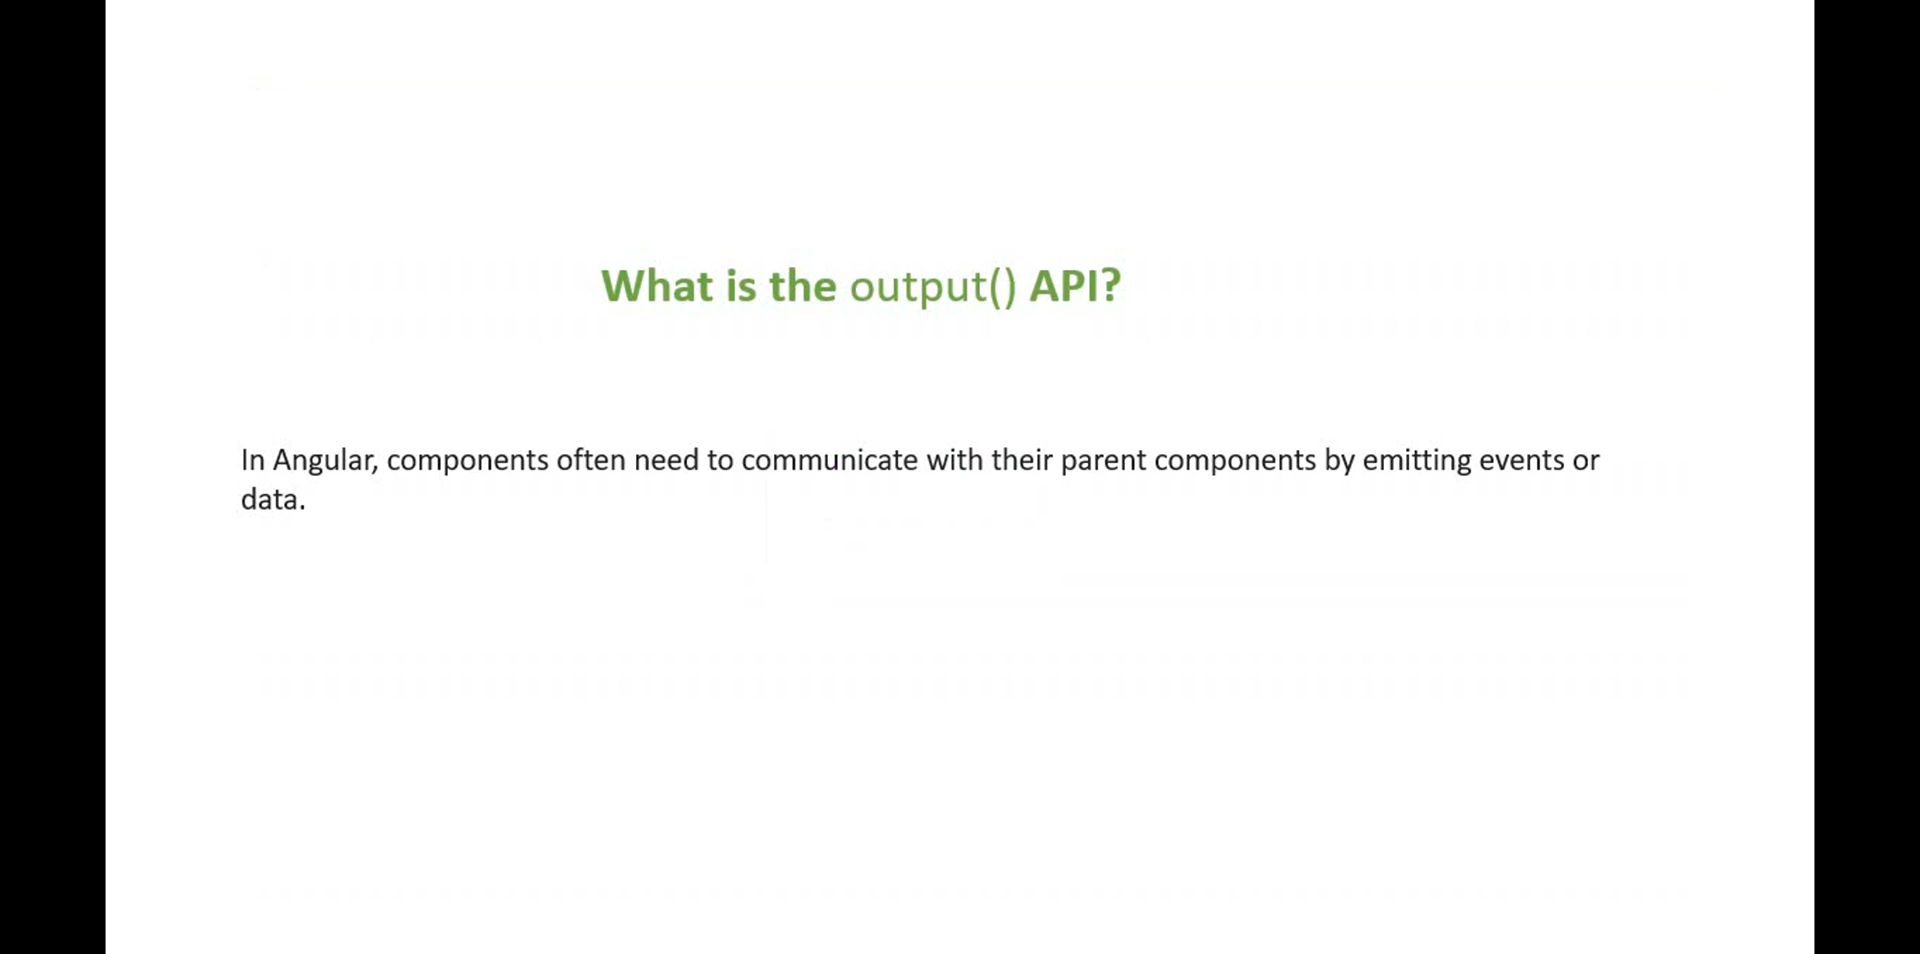 What is the output() API?
In Angular, components often need to communicate with their parent components by emitting events or
data.